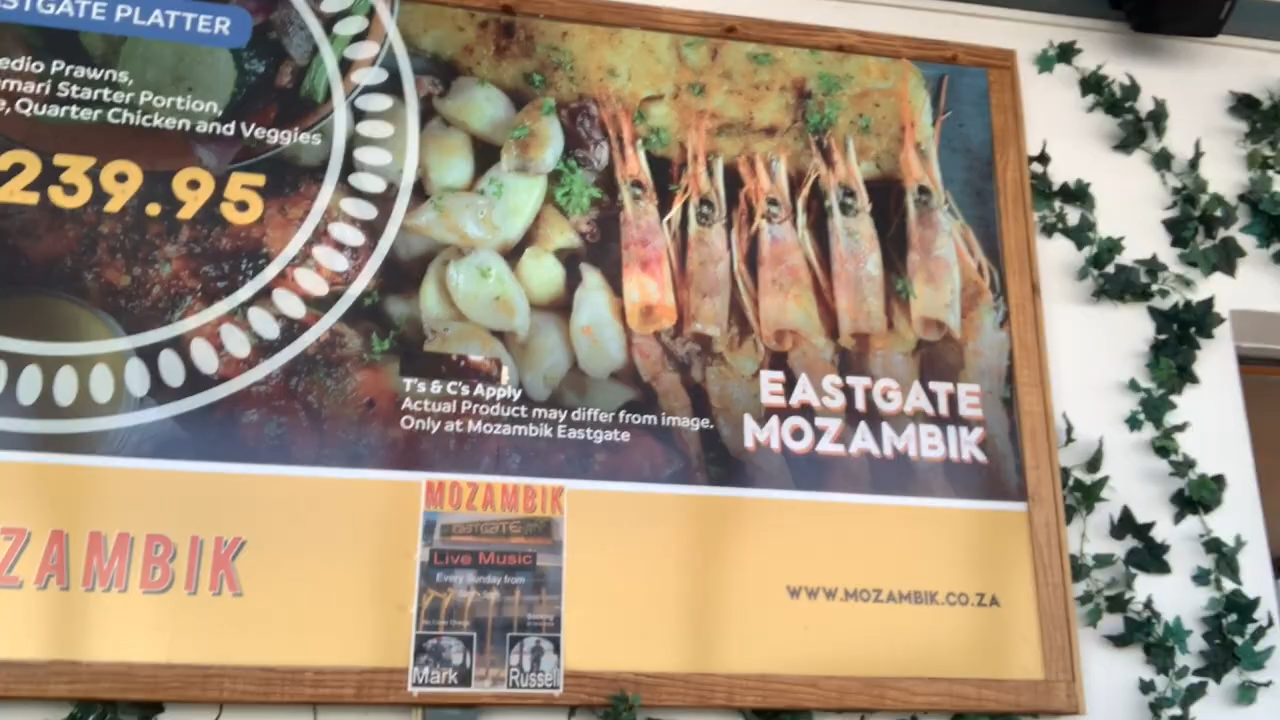 STGATE PLATTER
edio Prawns,
mari Starter Portion,
e, Quarter Chicken and Veggies
239.95
T's & C's Apply
Actual Product may differ from image.
Only at Mozambik Eastgate
EASTGATE
MOZAMBIK
ZAMBIK
MOZAMBIK
EASTGATE
Live Music
Every Sunday from
Mark
Russell
WWW.MOZAMBIK.CO.ZA